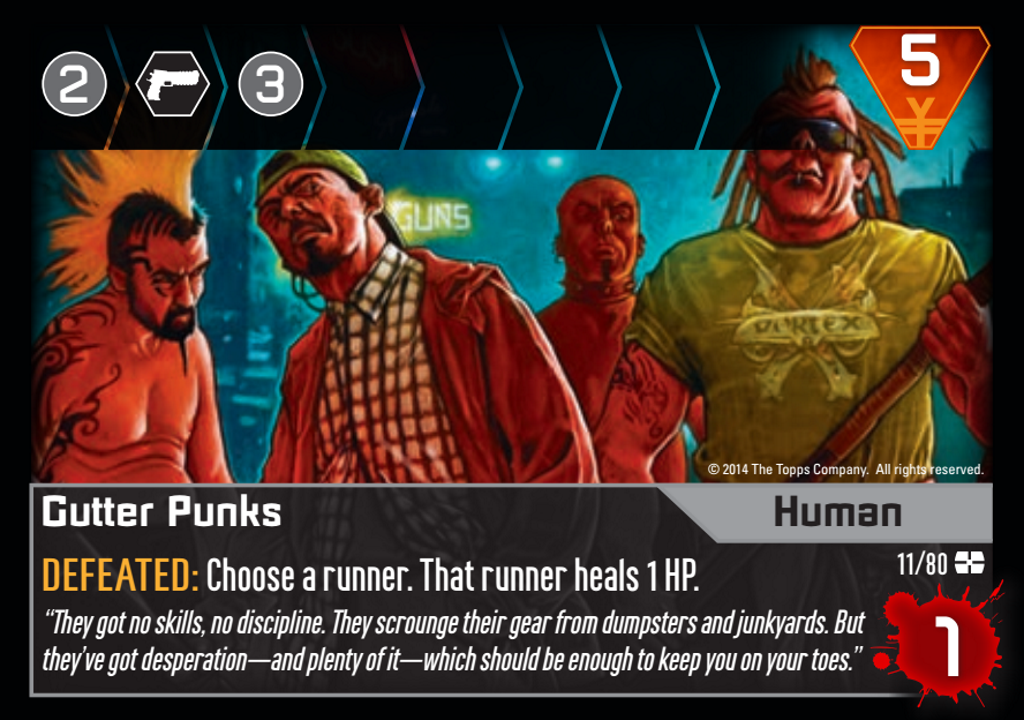 2 3
5
¥
GUNS
VORTEX
© 2014 The Topps Company. All rights reserved.
Gutter Punks
Human
DEFEATED: Choose a runner. That runner heals 1 HP.
11/80
“They got no skills, no discipline. They scrounge their gear from dumpsters and junkyards. But
they’ve got desperation—and plenty of it—which should be enough to keep you on your toes.”
1